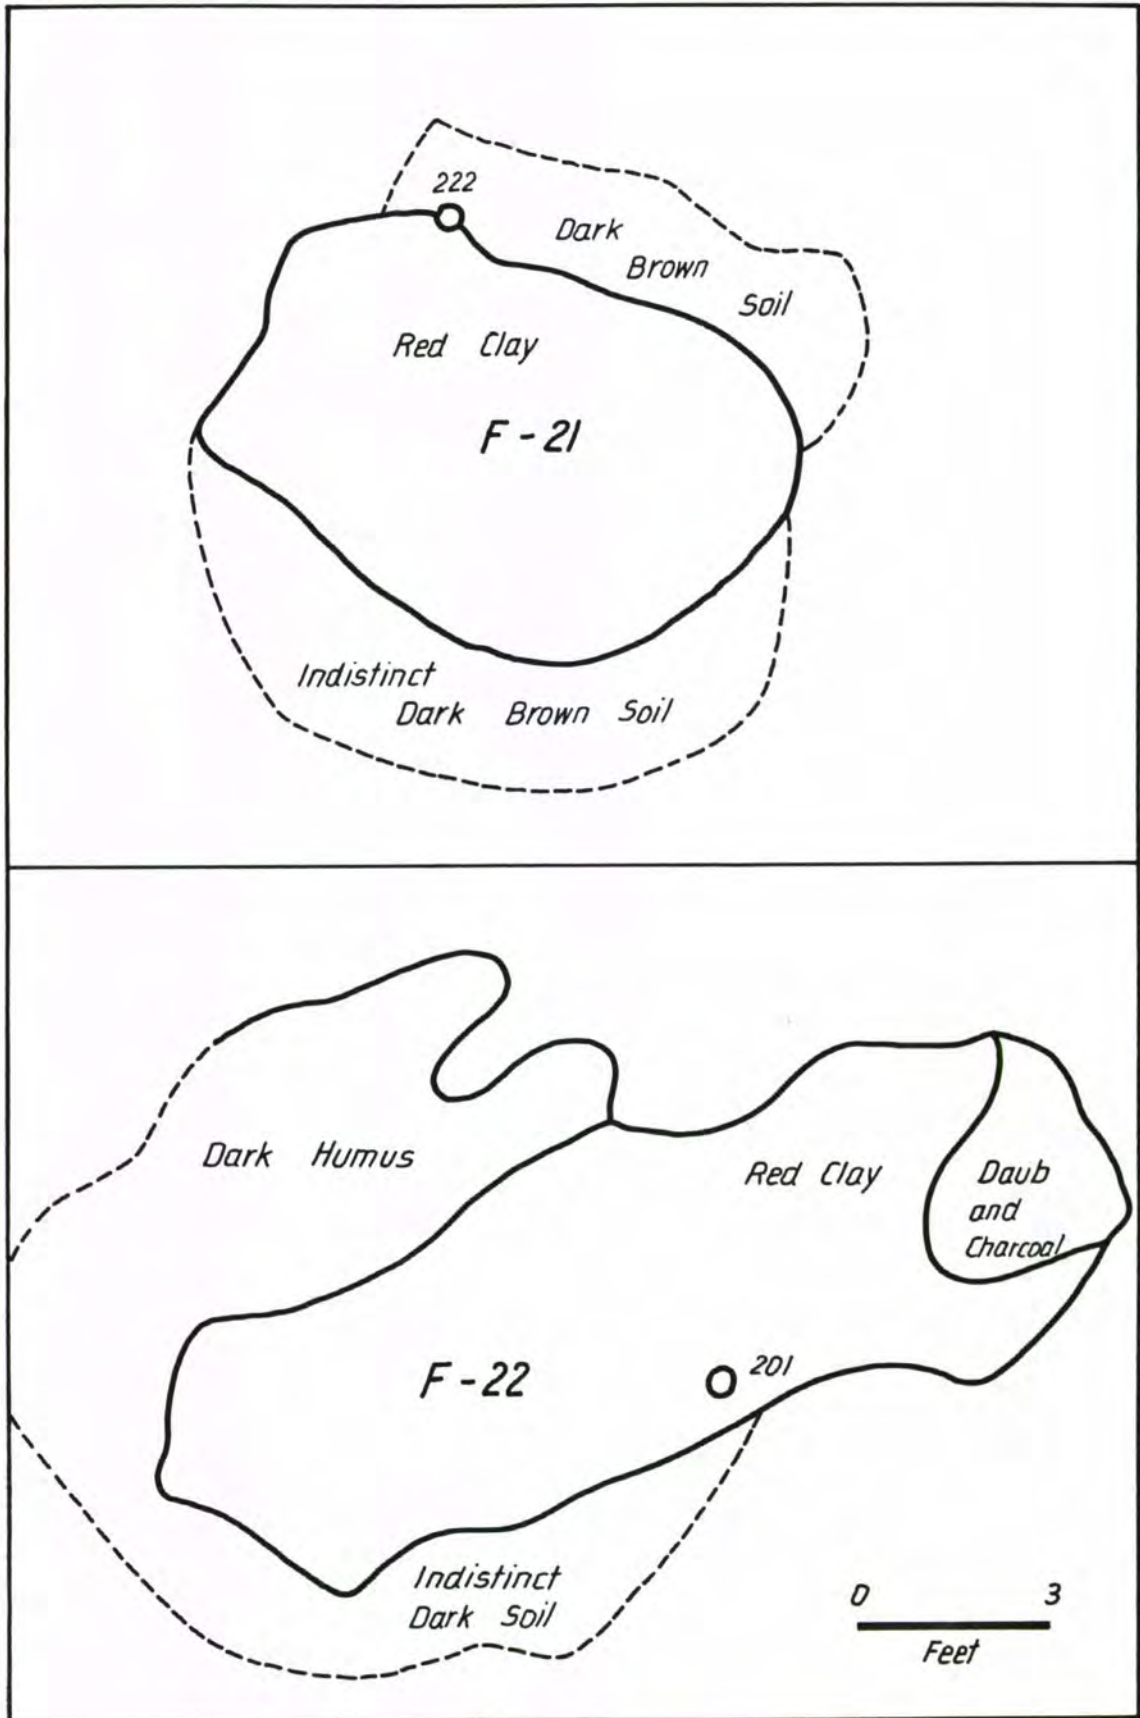 222
Dark
Brown
Soil
Red Clay
F-21
Indistinct
Dark Brown Soil
Dark Humus
Red Clay
Daub
and
Charcoal
F-22
201
Indistinct
Dark Soil
0 3
Feet